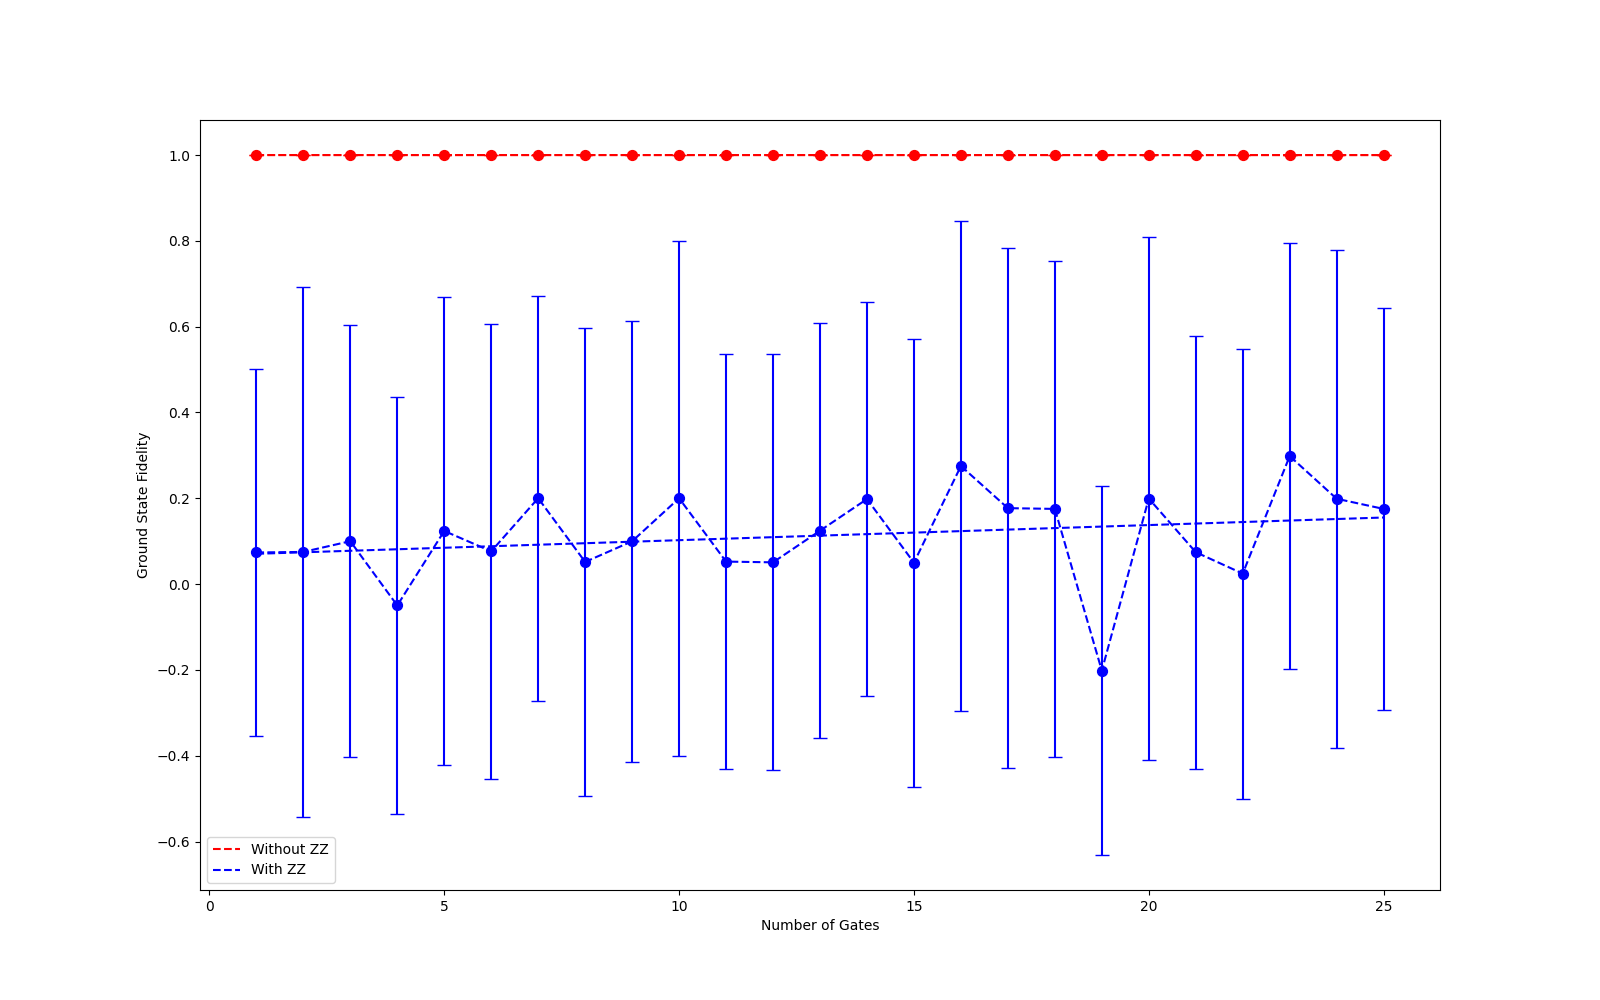 1.0
0.8
0.6
0.4
0.2
0.0
−0.2
−0.4
−0.6
Ground State Fidelity
Without ZZ
With ZZ
0 5 10 15 20 25
Number of Gates